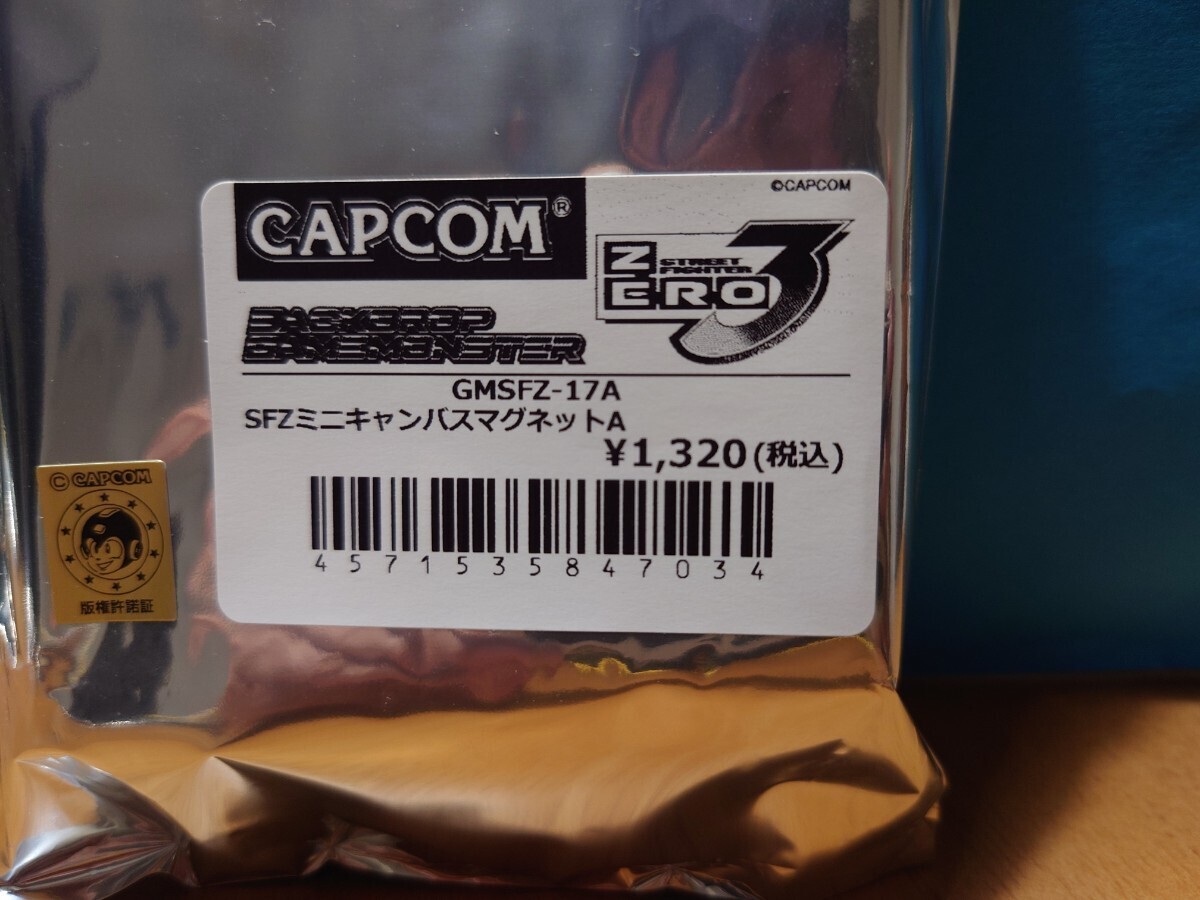 ©CAPCOM
CAPCOM®
STREET FIGHTER
ZERO3
BACKDROP
GAMEMONSTER
GMSFZ-17A
SFZミニキャンバスマグネットA
¥1,320(税込)
4571535847034
©CAPCOM
版権許諾証